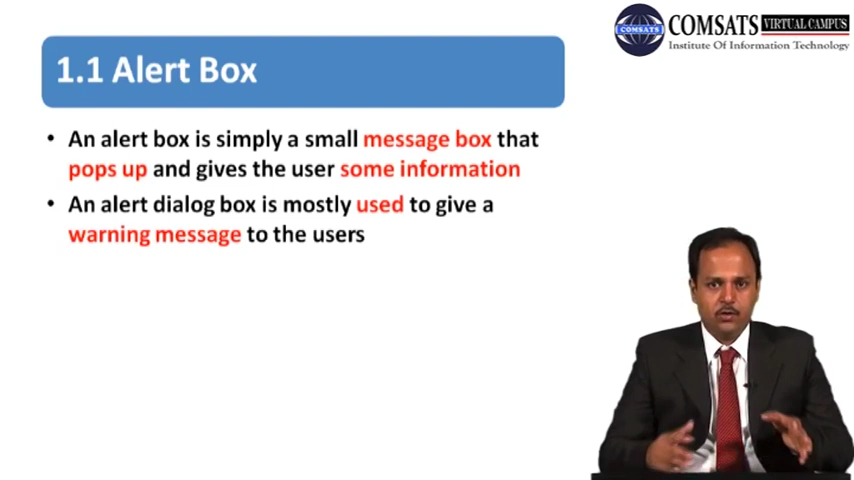 COMSATS VIRTUAL CAMPUS
COMSATS
Institute Of Information Technology
1.1 Alert Box
• An alert box is simply a small message box that
pops up and gives the user some information
• An alert dialog box is mostly used to give a
warning message to the users